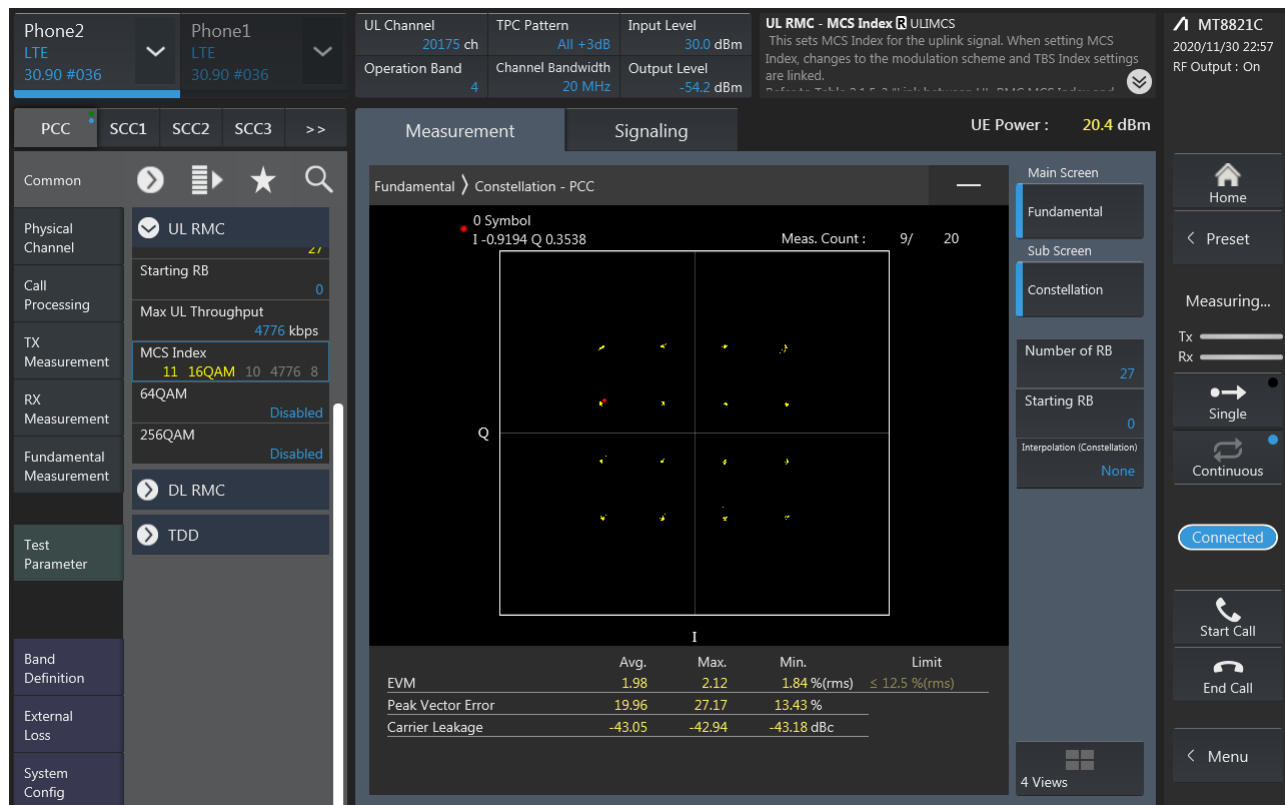 Phone2
LTE
30.90 #036
Phone1
LTE
30.90 #036
UL Channel
20175 ch
TPC Pattern
All +3dB
Input Level
30.0 dBm
Operation Band
4
Channel Bandwidth
20 MHz
Output Level
-54.2 dBm
UL RMC - MCS Index R ULIMCS
This sets MCS Index for the uplink signal. When setting MCS
Index, changes to the modulation scheme and TBS Index settings
are linked.
MT8821C
2020/11/30 22:57
RF Output : On
PCC SCC1 SCC2 SCC3 >>
Measurement
Signaling
UE Power : 20.4 dBm
Common
Physical
Channel
Call
Processing
TX
Measurement
RX
Measurement
Fundamental
Measurement
Test
Parameter
Band
Definition
External
Loss
System
Config
UL RMC
27
Starting RB
0
Max UL Throughput
4776 kbps
MCS Index
11 16QAM 10 4776 8
64QAM
Disabled
256QAM
Disabled
DL RMC
TDD
Fundamental 〉 Constellation - PCC
0 Symbol
I -0.9194 Q 0.3538
Meas. Count : 9/ 20
Q
I
Avg. Max. Min. Limit
EVM 1.98 2.12 1.84 %(rms) ≤ 12.5 %(rms)
Peak Vector Error 19.96 27.17 13.43 %
Carrier Leakage -43.05 -42.94 -43.18 dBc
Main Screen
Fundamental
Sub Screen
Constellation
Number of RB
27
Starting RB
0
Interpolation (Constellation)
None
4 Views
Home
< Preset
Measuring...
Tx
Rx
Single
Continuous
Connected
Start Call
End Call
< Menu